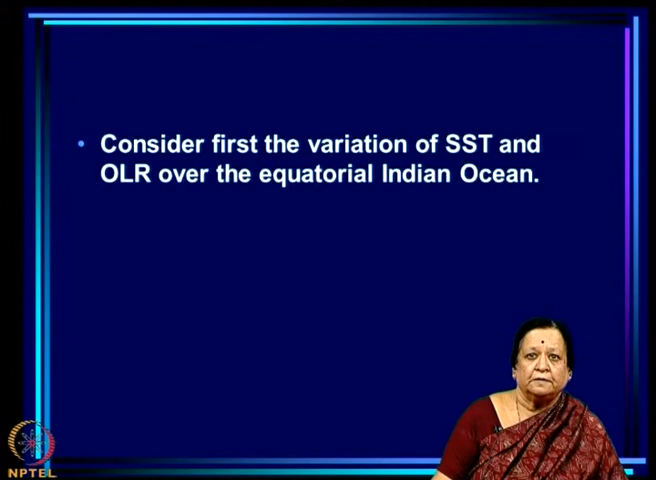 Consider first the variation of SST and
OLR over the equatorial Indian Ocean.
NPTEL